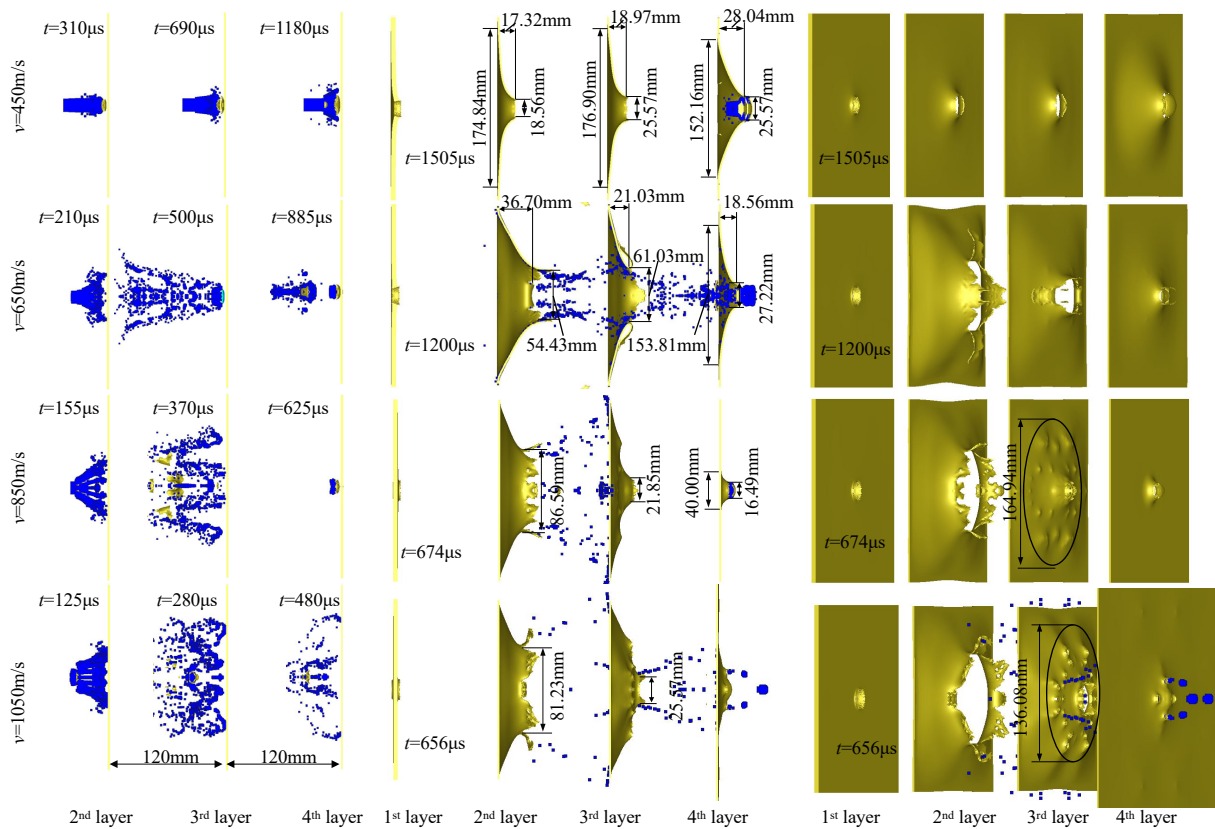 v=450m/s
t=310μs
t=690μs
t=1180μs
t=1505μs
174.84mm
17.32mm
18.56mm
176.90mm
18.97mm
25.57mm
152.16mm
28.04mm
25.57mm
t=1505μs
v=650m/s
t=210μs
t=500μs
t=885μs
t=1200μs
36.70mm
54.43mm
21.03mm
61.03mm
153.81mm
18.56mm
27.22mm
t=1200μs
v=850m/s
t=155μs
t=370μs
t=625μs
t=674μs
86.59mm
21.85mm
40.00mm
16.49mm
t=674μs
164.94mm
v=1050m/s
t=125μs
t=280μs
t=480μs
120mm
120mm
t=656μs
81.23mm
25.57mm
t=656μs
136.08mm
2nd layer
3rd layer
4th layer
1st layer
2nd layer
3rd layer
4th layer
1st layer
2nd layer
3rd layer
4th layer